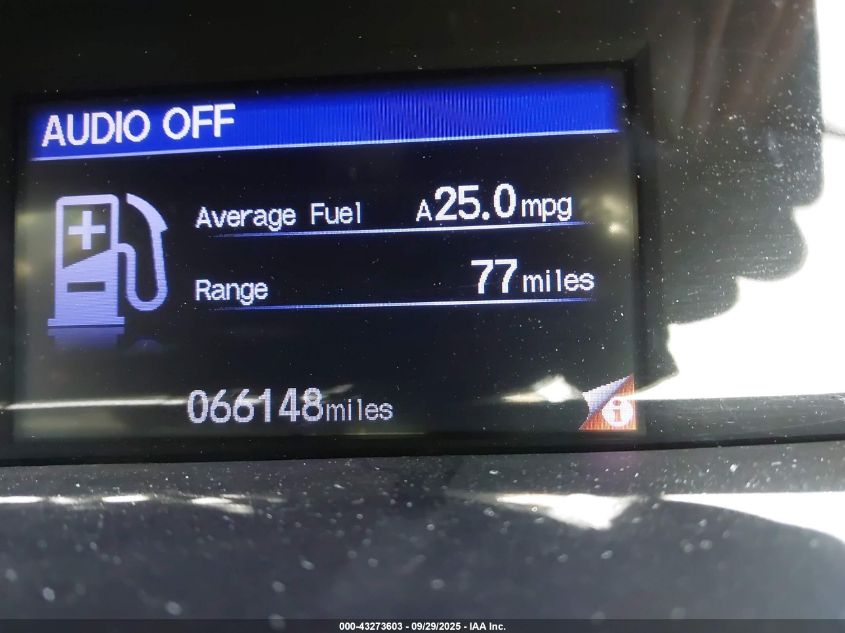 AUDIO OFF
Average Fuel A25.0mpg
Range 77miles
066148miles
i
000-43273603 - 09/29/2025 - IAA Inc.